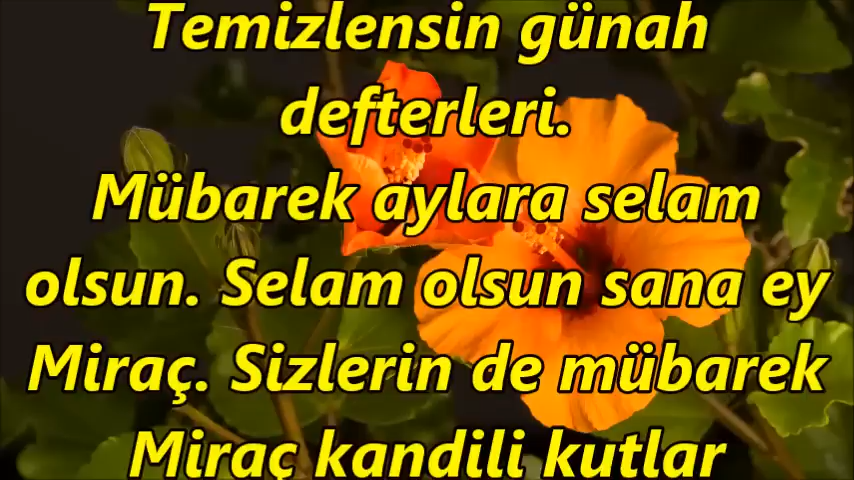 Temizlensin günah
defterleri.
Mübarek aylara selam
olsun. Selam olsun sana ey
Miraç. Sizlerin de mübarek
Miraç kandili kutlar